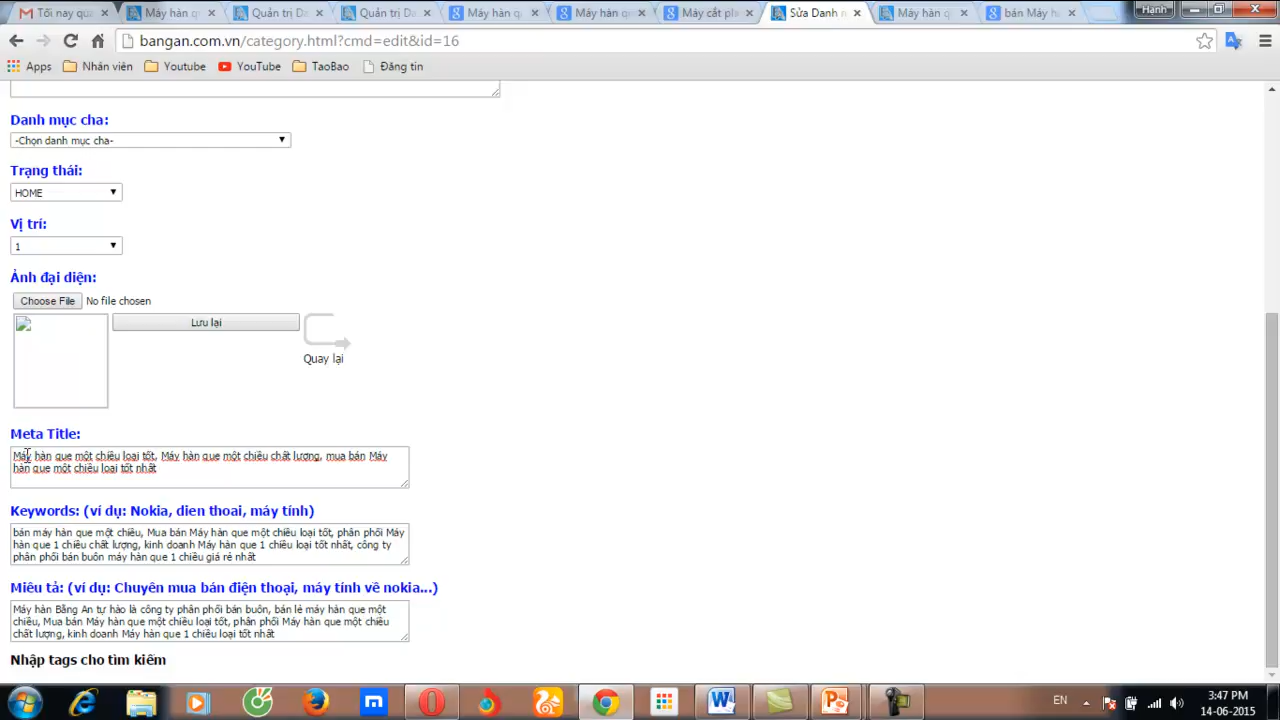 Tôi nay qua
Máy hàn q
Quản trị Da
Quản trị Da
Máy hàn qu
Máy hàn qu
Máy cắt pla
Sửa Danh n
Máy hàn q
bán Máy h
Hạnh
bangan.com.vn/category.html?cmd=edit&id=16
Apps Nhân viên Youtube YouTube TaoBao Đăng tin
Danh mục cha:
-Chọn danh mục cha-
Trạng thái:
HOME
Vị trí:
1
Ảnh đại diện:
Choose File No file chosen
Lưu lại
Quay lại
Meta Title:
Máy hàn que một chiều loại tốt, Máy hàn que một chiều chất lượng, mua bán Máy
hàn que một chiều loại tốt nhất
Keywords: (ví dụ: Nokia, dien thoai, máy tính)
bán máy hàn que một chiều, Mua bán Máy hàn que một chiều loại tốt, phân phối Máy
hàn que 1 chiều chất lượng, kinh doanh Máy hàn que 1 chiều loại tốt nhất, công ty
phân phối bán buôn máy hàn que 1 chiều giá rẻ nhất
Miêu tả: (ví dụ: Chuyên mua bán điện thoại, máy tính về nokia...)
Máy hàn Băng An tự hào là công ty phân phối bán buôn, bán lẻ máy hàn que một
chiều, Mua bán Máy hàn que một chiều loại tốt, phân phối Máy hàn que một chiều
chất lượng, kinh doanh Máy hàn que 1 chiều loại tốt nhất
Nhập tags cho tìm kiếm
EN
3:47 PM
14-06-2015